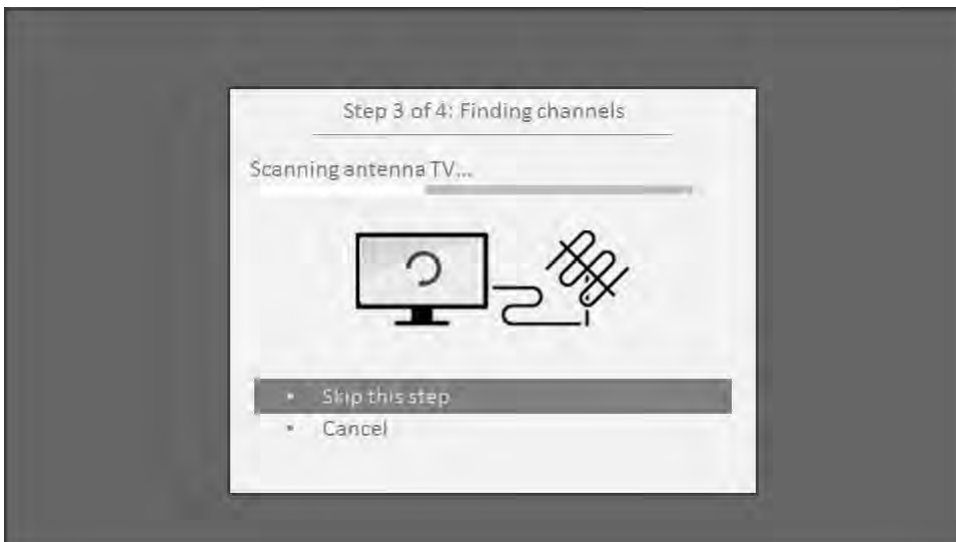 Step 3 of 4: Finding channels
Scanning antenna TV...
• Skip this step
• Cancel